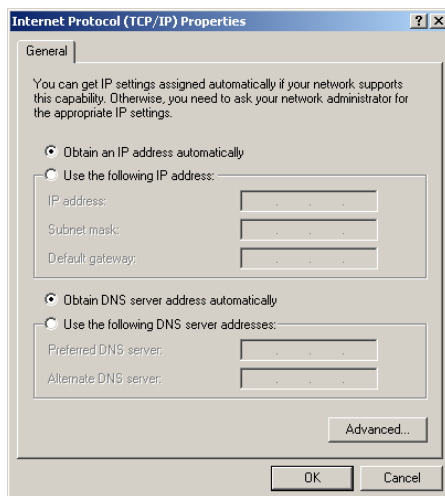 Internet Protocol (TCP/IP) Properties
General
You can get IP settings assigned automatically if your network supports
this capability. Otherwise, you need to ask your network administrator for
the appropriate IP settings.
Obtain an IP address automatically
Use the following IP address:
IP address:
Subnet mask:
Default gateway:
Obtain DNS server address automatically
Use the following DNS server addresses:
Preferred DNS server:
Alternate DNS server:
Advanced...
OK
Cancel